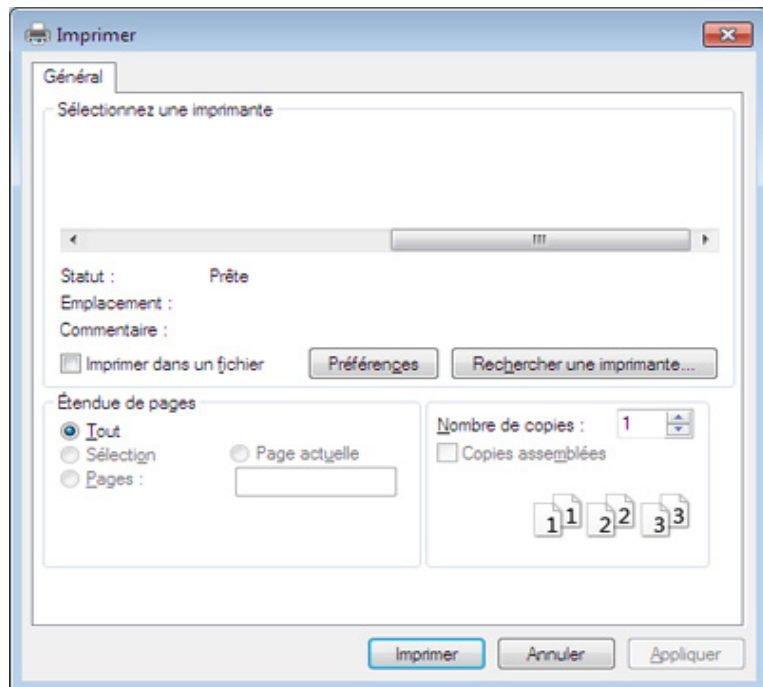 Imprimer
Général
Sélectionnez une imprimante
Statut : Prête
Emplacement :
Commentaire :
Imprimer dans un fichier Préférences Rechercher une imprimante...
Étendue de pages
Tout
Sélection Page actuelle
Pages :
Nombre de copies : 1
Copies assemblées
1 1 2 2 3 3
Imprimer Annuler Appliquer